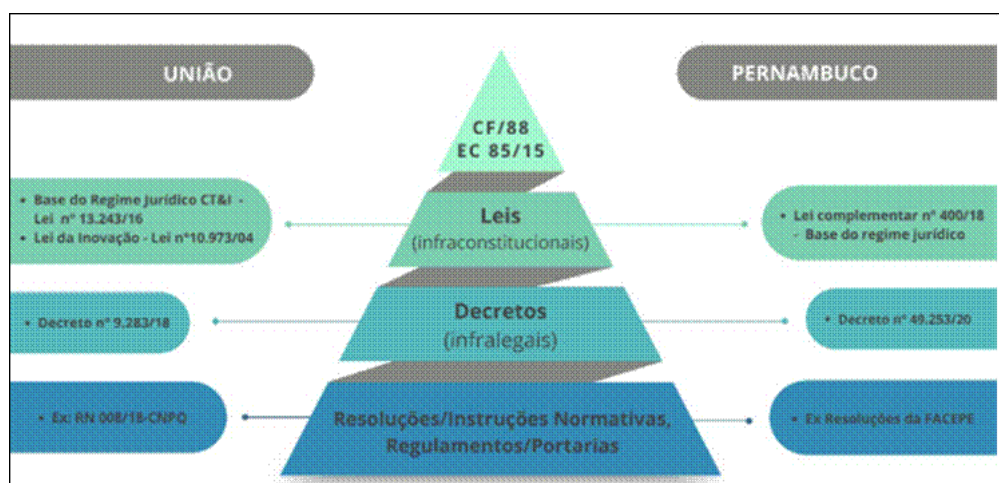 UNIÃO
PERNAMBUCO
CF/88
EC 85/15
• Base do Regime Jurídico CT&I -
Lei nº 13.243/16
• Lei da Inovação - Lei nº10.973/04
Leis
(infraconstitucionais)
• Lei complementar nº 400/18
- Base do regime jurídico
• Decreto nº 9.283/18
Decretos
(infralegais)
• Decreto nº 49.253/20
• Ex: RN 008/18-CNPQ
Resoluções/Instruções Normativas,
Regulamentos/Portarias
• Ex Resoluções da FACEPE